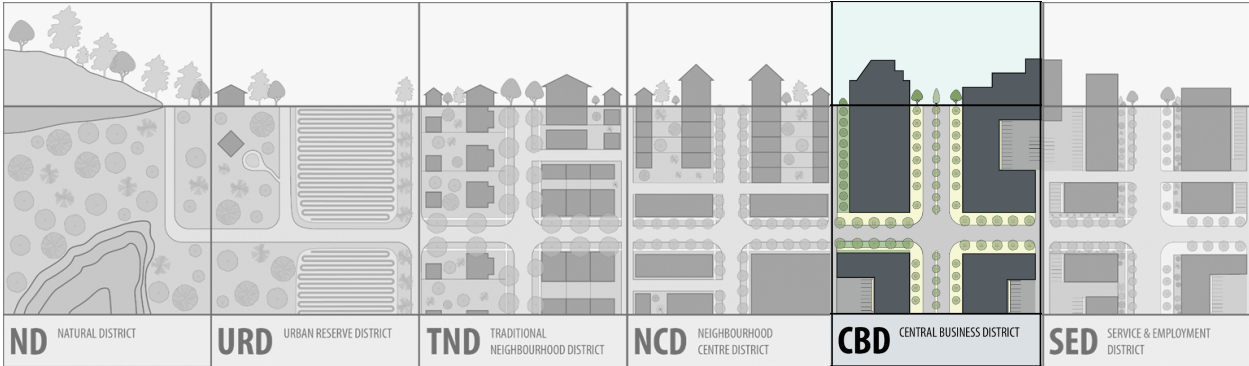 ND NATURAL DISTRICT
URD URBAN RESERVE DISTRICT
TND TRADITIONAL
NEIGHBOURHOOD DISTRICT
NCD NEIGHBOURHOOD
CENTRE DISTRICT
CBD CENTRAL BUSINESS DISTRICT
SED SERVICE & EMPLOYMENT
DISTRICT